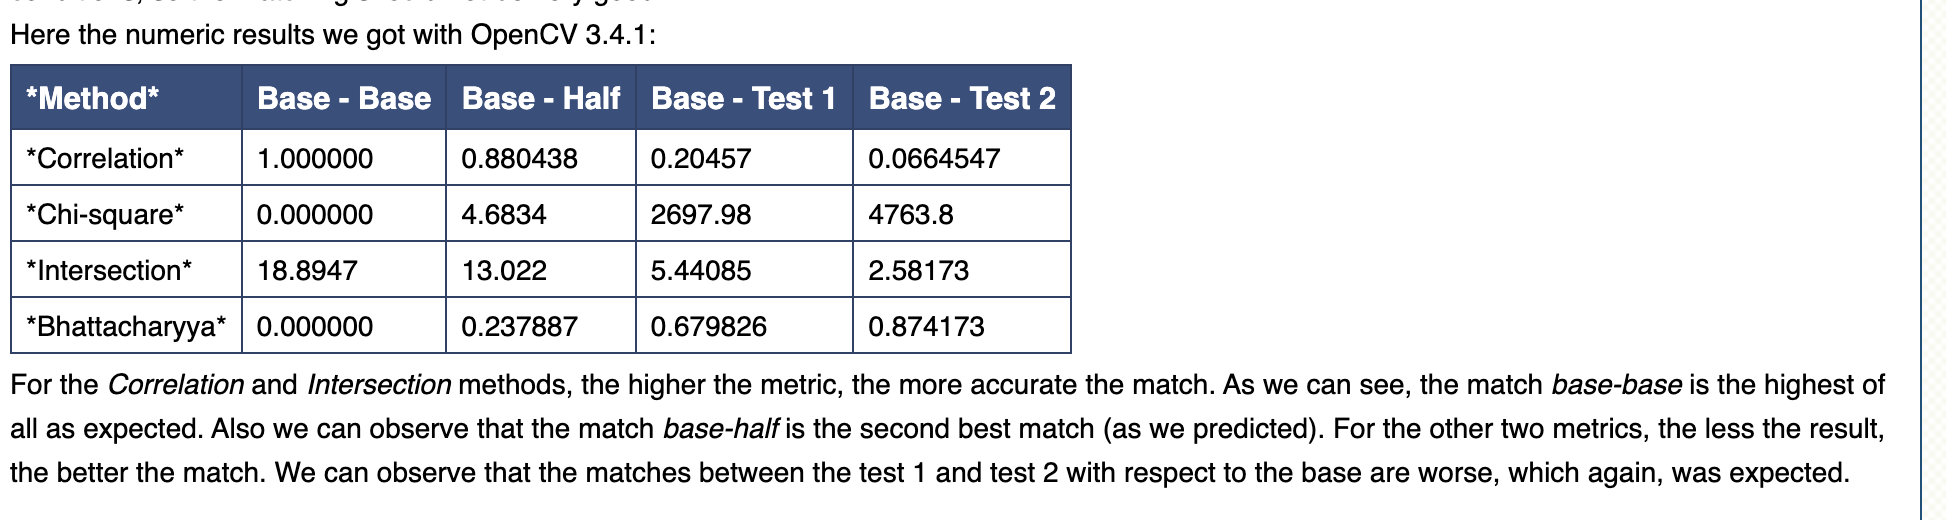 Here the numeric results we got with OpenCV 3.4.1:
*Method* Base - Base Base - Half Base - Test 1 Base - Test 2
*Correlation* 1.000000 0.880438 0.20457 0.0664547
*Chi-square* 0.000000 4.6834 2697.98 4763.8
*Intersection* 18.8947 13.022 5.44085 2.58173
*Bhattacharyya* 0.000000 0.237887 0.679826 0.874173
For the Correlation and Intersection methods, the higher the metric, the more accurate the match. As we can see, the match base-base is the highest of
all as expected. Also we can observe that the match base-half is the second best match (as we predicted). For the other two metrics, the less the result,
the better the match. We can observe that the matches between the test 1 and test 2 with respect to the base are worse, which again, was expected.